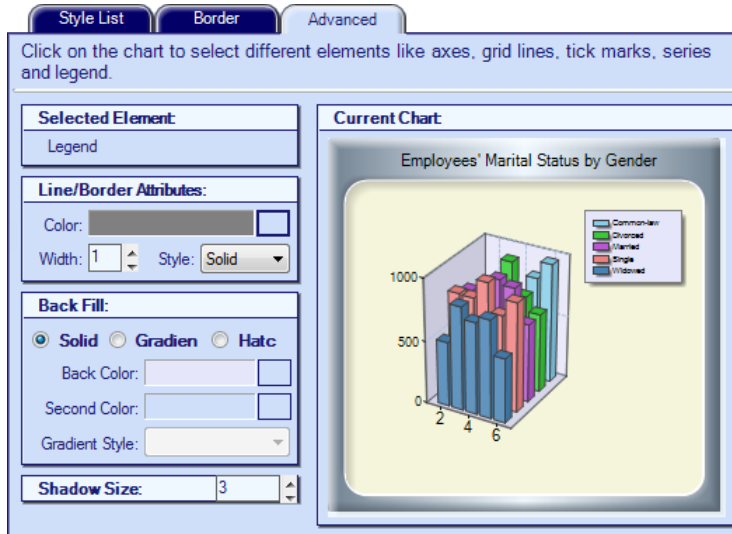 Style List
Border
Advanced
Click on the chart to select different elements like axes, grid lines, tick marks, series
and legend.
Selected Element:
Legend
Line/Border Attributes:
Color:
Width: 1 Style: Solid
Back Fill:
Solid Gradien Hatc
Back Color:
Second Color:
Gradient Style:
Shadow Size: 3
Current Chart:
Employees' Marital Status by Gender
Common-law
Divorced
Married
Single
Widowed
1000
500
0
2
4
6